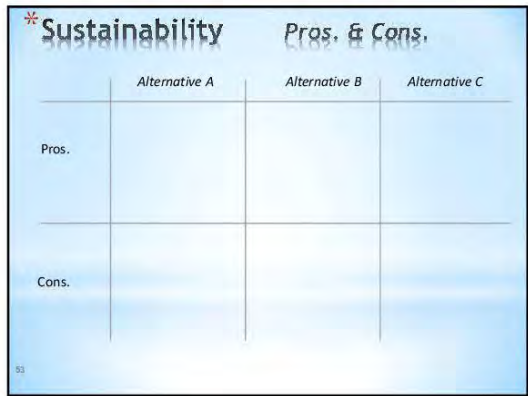 * Sustainability Pros. & Cons.
Alternative A Alternative B Alternative C
Pros.
Cons.
53